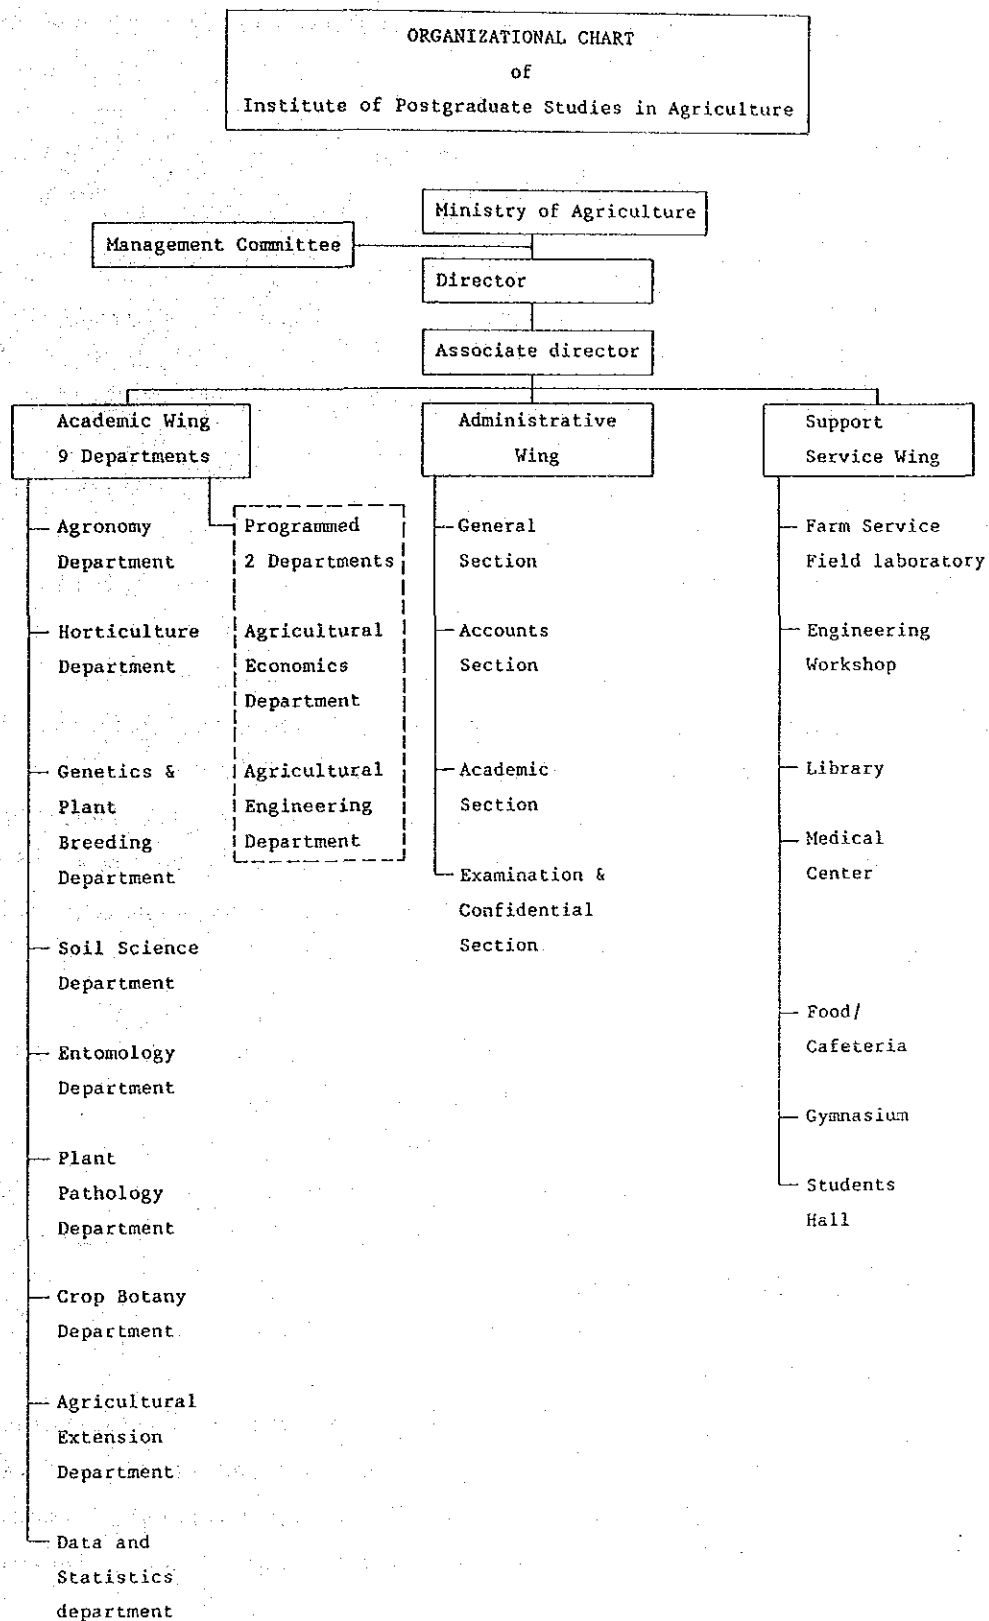 ORGANIZATIONAL CHART
of
Institute of Postgraduate Studies in Agriculture
Ministry of Agriculture
Management Committee
Director
Associate director
Academic Wing
9 Departments
Agronomy
Department
Horticulture
Department
Genetics &
Plant
Breeding
Department
Soil Science
Department
Entomology
Department
Plant
Pathology
Department
Crop Botany
Department
Agricultural
Extension
Department
Data and
Statistics
department
Programmed
2 Departments
Agricultural
Economics
Department
Agricultural
Engineering
Department
Administrative
Wing
General
Section
Accounts
Section
Academic
Section
Examination &
Confidential
Section
Support
Service Wing
Farm Service
Field laboratory
Engineering
Workshop
Library
Medical
Center
Food/
Cafeteria
Gymnasium
Students
Hall